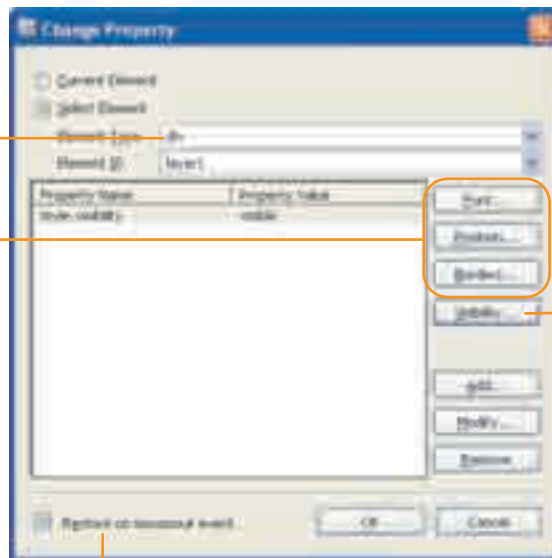 Change Property
Current Element
Select Element
Element Type div
Element ID layer1
Property Name Property Value
style.visibility visible
Font...
Position...
Borders...
Visibility...
Add...
Modify...
Remove
Restore on mouseout event
OK Cancel